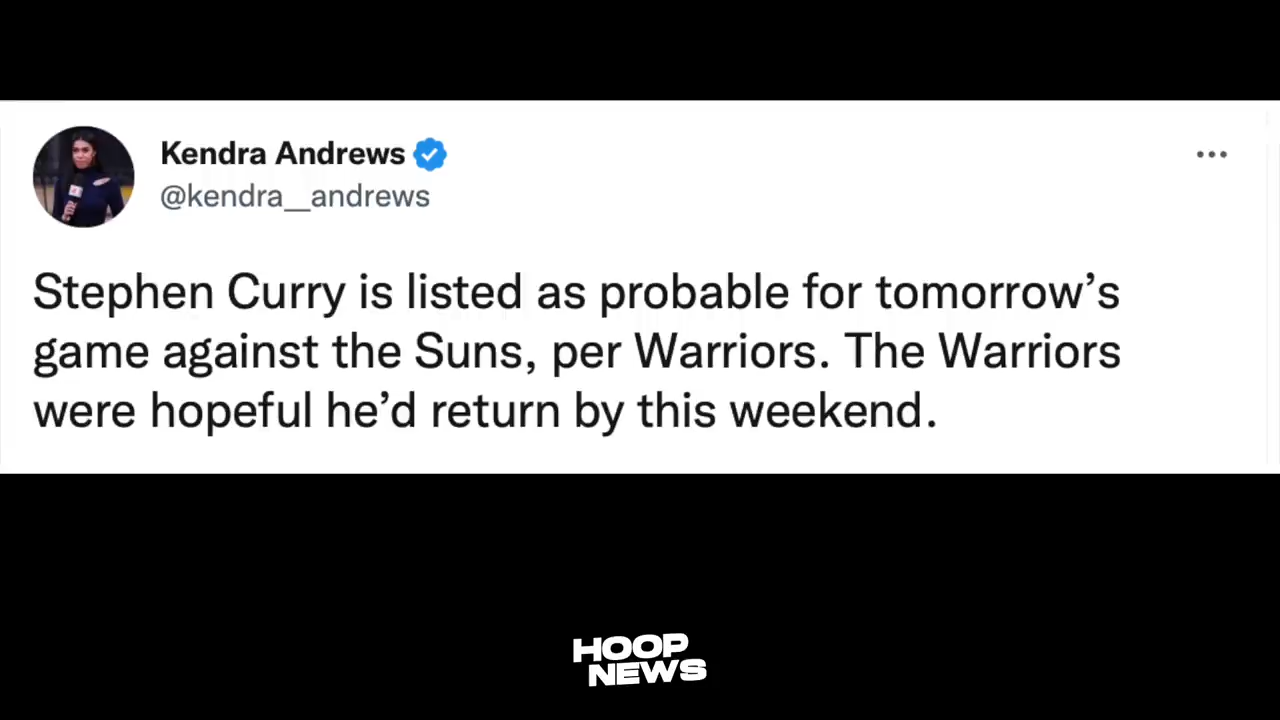 Kendra Andrews
@kendra__andrews
Stephen Curry is listed as probable for tomorrow’s
game against the Suns, per Warriors. The Warriors
were hopeful he’d return by this weekend.
HOOP
NEWS